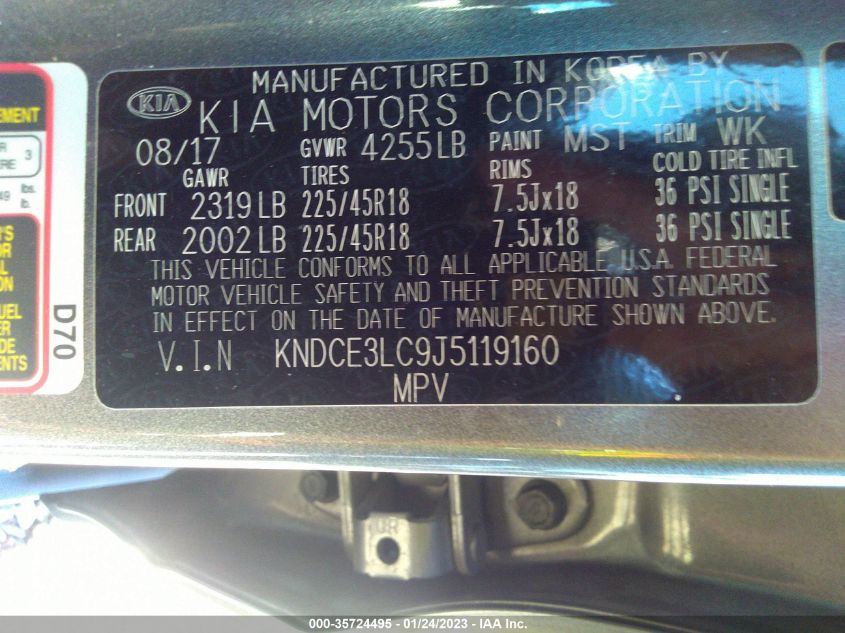 MANUFACTURED IN KOREA BY
KIA KIA MOTORS CORPORATION
08/17 GVWR 4255LB PAINT MST TRIM WK
GAWR TIRES RIMS COLD TIRE INFL
FRONT 2319LB 225/45R18 7.5Jx18 36 PSI SINGLE
REAR 2002LB 225/45R18 7.5Jx18 36 PSI SINGLE
THIS VEHICLE CONFORMS TO ALL APPLICABLE U.S.A. FEDERAL
MOTOR VEHICLE SAFETY AND THEFT PREVENTION STANDARDS
IN EFFECT ON THE DATE OF MANUFACTURE SHOWN ABOVE.
V.I.N KNDCE3LC9J5119160
MPV
D70
3
lbs.
000-35724495 - 01/24/2023 - IAA Inc.